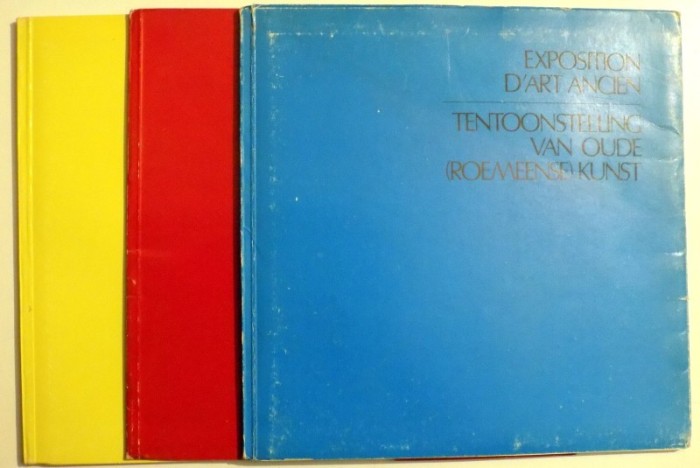 EXPOSITION
D'ART ANCIEN
TENTOONSTELLING
VAN OUDE
(ROEMEENSE) KUNST